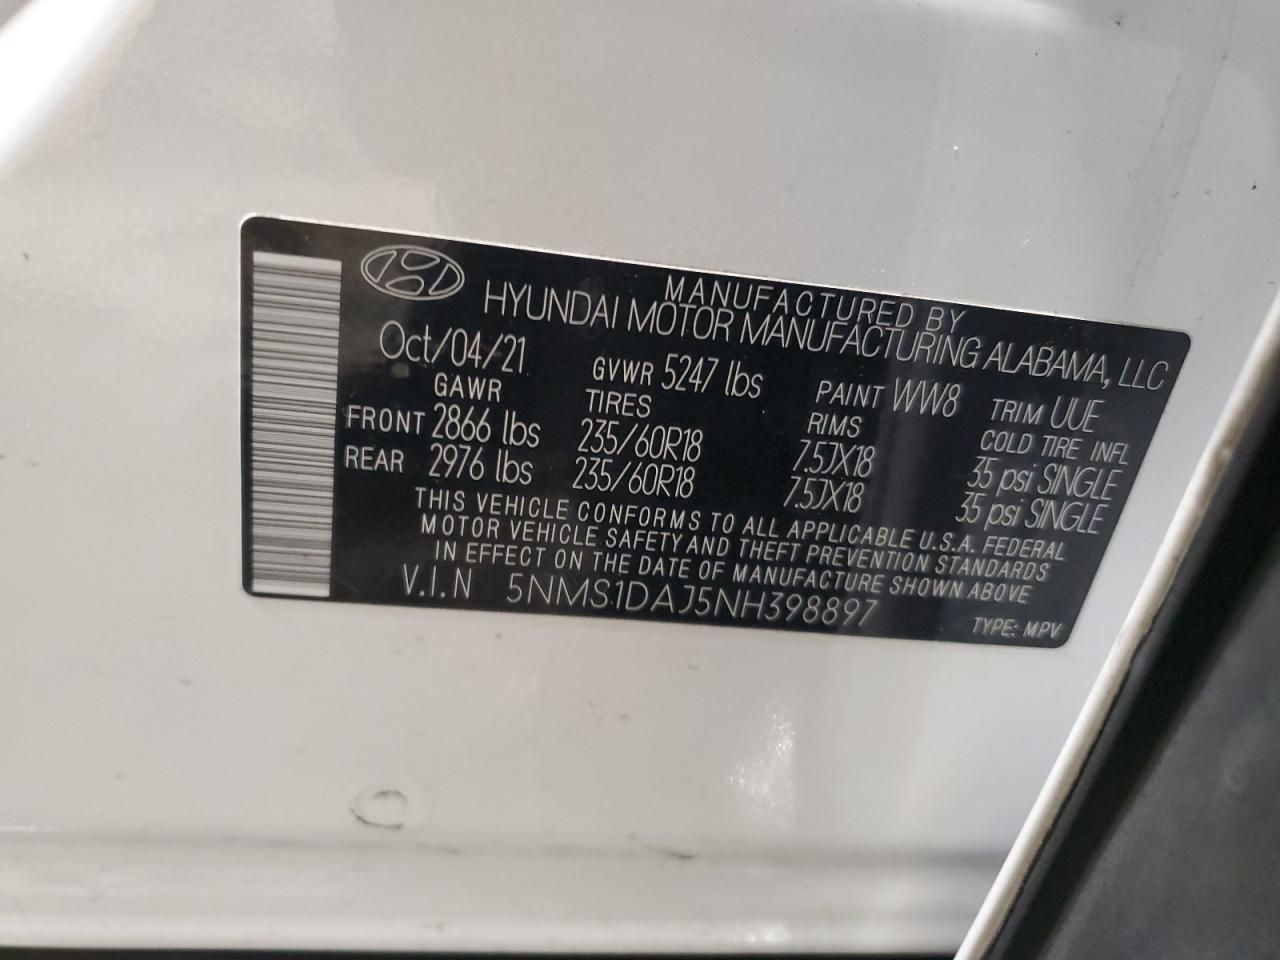 MANUFACTURED BY
HYUNDAI MOTOR MANUFACTURING ALABAMA, LLC
Oct/04/21 GVWR 5247 lbs PAINT WW8 TRIM UUE
GAWR TIRES RIMS COLD TIRE INFL
FRONT 2866 lbs 235/60R18 7.5JX18 35 psi SINGLE
REAR 2976 lbs 235/60R18 7.5JX18 35 psi SINGLE
THIS VEHICLE CONFORMS TO ALL APPLICABLE U.S.A. FEDERAL
MOTOR VEHICLE SAFETY AND THEFT PREVENTION STANDARDS
IN EFFECT ON THE DATE OF MANUFACTURE SHOWN ABOVE
V.I.N 5NMS1DAJ5NH398897
TYPE: MPV